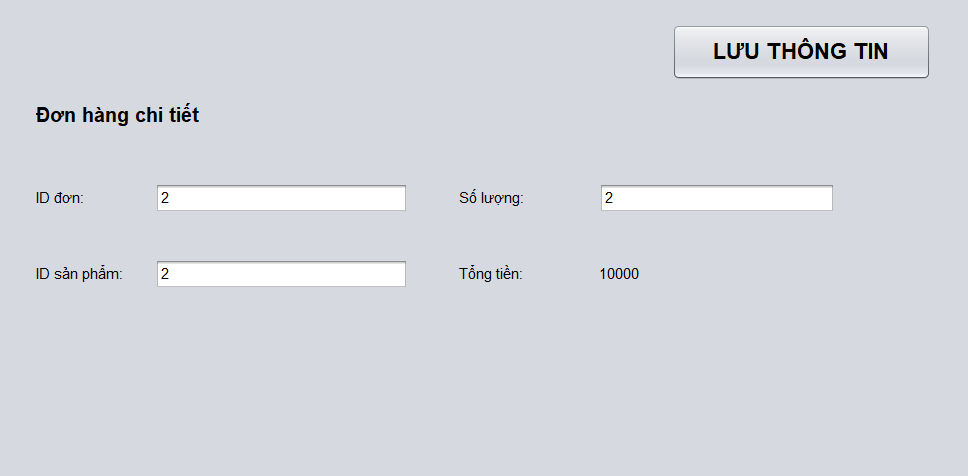 LƯU THÔNG TIN
Đơn hàng chi tiết
ID đơn: 2 Số lượng: 2
ID sản phẩm: 2 Tổng tiền: 10000